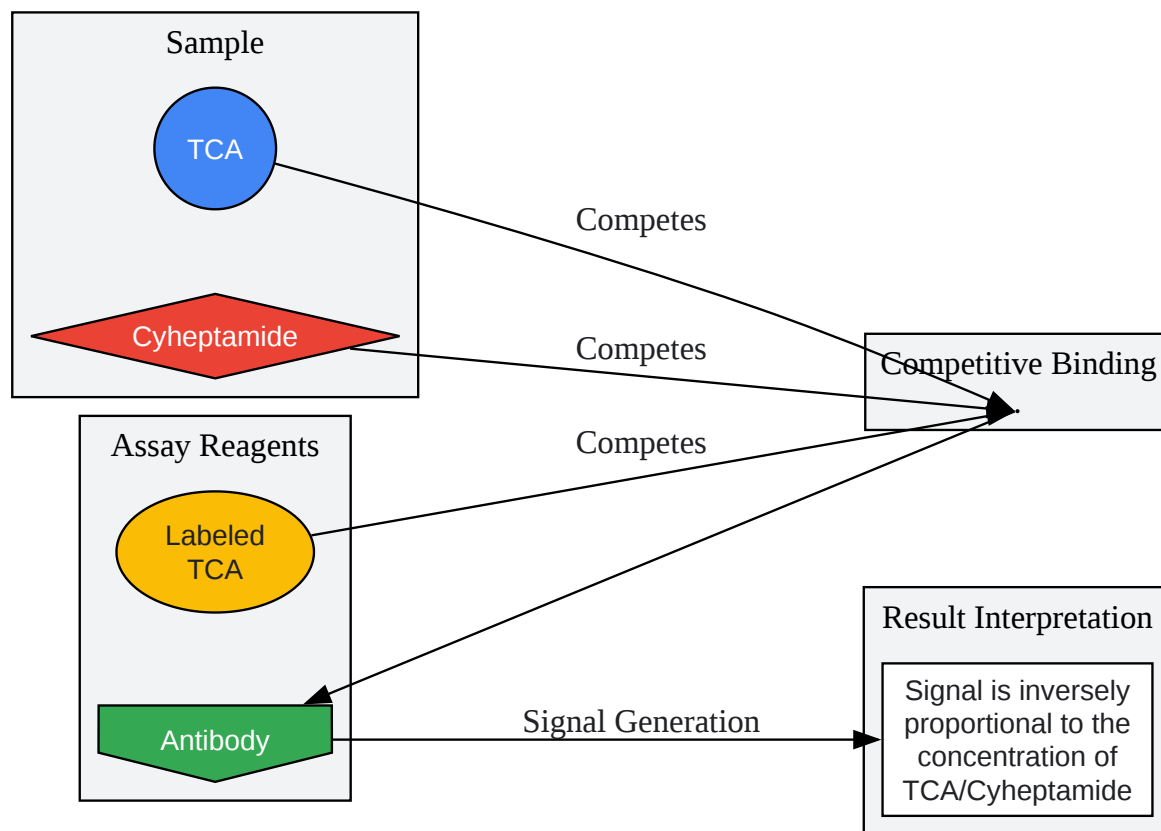 Sample
TCA
Competes
Cyheptamide
Competes
Competitive Binding
Assay Reagents
Competes
Labeled
TCA
Antibody
Signal Generation
Result Interpretation
Signal is inversely
proportional to the
concentration of
TCA/Cyheptamide